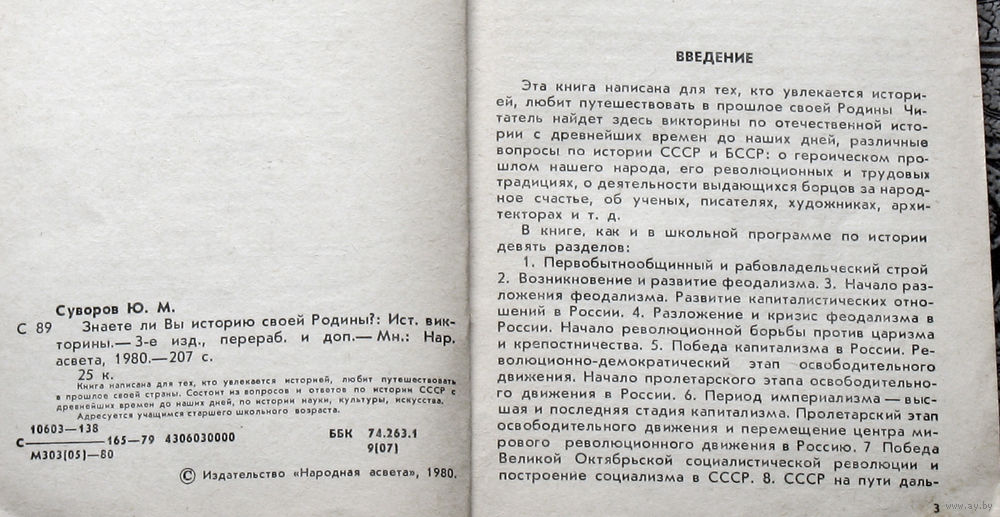 Суворов Ю. М.
С 89 Знаете ли Вы историю своей Родины?: Ист. вик-
торины.— 3-е изд., перераб. и доп.— Мн.: Нар.
асвета, 1980.—207 с.
25 к.
Книга написана для тех, кто увлекается историей, любит путешествовать
в прошлое своей страны. Состоит из вопросов и ответов по истории СССР с
древнейших времен до наших дней, по истории науки, культуры, искусства.
Адресуется учащимся старшего школьного возраста.
10603—138
С————165—79 4306030000
М303(05)—80
ББК 74.263.1
9(07)
© Издательство «Народная асвета», 1980.
ВВЕДЕНИЕ
Эта книга написана для тех, кто увлекается истори-
ей, любит путешествовать в прошлое своей Родины Чи-
татель найдет здесь викторины по отечественной исто-
рии с древнейших времен до наших дней, различные
вопросы по истории СССР и БССР: о героическом про-
шлом нашего народа, его революционных и трудовых
традициях, о деятельности выдающихся борцов за народ-
ное счастье, об ученых, писателях, художниках, архи-
текторах и т. д.
В книге, как и в школьной программе по истории
девять разделов:
1. Первобытнообщинный и рабовладельческий строй
2. Возникновение и развитие феодализма. 3. Начало раз-
ложения феодализма. Развитие капиталистических отно-
шений в России. 4. Разложение и кризис феодализма в
России. Начало революционной борьбы против царизма
и крепостничества. 5. Победа капитализма в России. Ре-
волюционно-демократический этап освободительного
движения. Начало пролетарского этапа освободительно-
го движения в России. 6. Период империализма — выс-
шая и последняя стадия капитализма. Пролетарский этап
освободительного движения и перемещение центра ми-
рового революционного движения в Россию. 7 Победа
Великой Октябрьской социалистической революции и
построение социализма в СССР. 8. СССР на пути даль-
3
www.ay.by